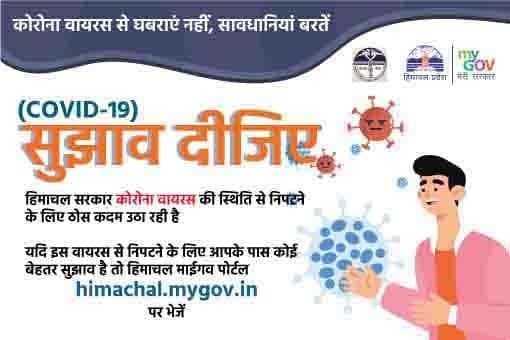 कोरोना वायरस से घबराएं नहीं, सावधानियां बरतें
हिमाचल प्रदेश
my
GOV
मेरी सरकार
(COVID-19)
सुझाव दीजिए
हिमाचल सरकार कोरोना वायरस की स्थिति से निपटने
के लिए ठोस कदम उठा रही है
यदि इस वायरस से निपटने के लिए आपके पास कोई
बेहतर सुझाव है तो हिमाचल माईगव पोर्टल
himachal.mygov.in
पर भेजें